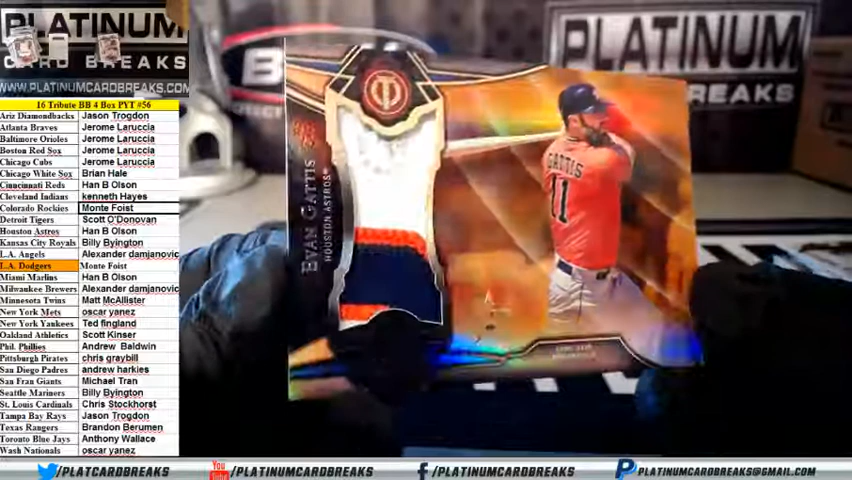 PLATINUM
CARD BREAKS
WWW.PLATINUMCARDBREAKS.COM
16 Tribute BB 4 Box PYT #56
Ariz Diamondbacks Jason Trogdon
Atlanta Braves Jerome Laruccia
Baltimore Orioles Jerome Laruccia
Boston Red Sox Jerome Laruccia
Chicago Cubs Jerome Laruccia
Chicago White Sox Brian Hale
Cinncinnati Reds Han B Olson
Cleveland Indians kenneth Hayes
Colorado Rockies Monte Foist
Detroit Tigers Scott O'Donovan
Houston Astros Han B Olson
Kansas City Royals Billy Byington
L.A. Angels Alexander damjanovic
L.A. Dodgers Monte Foist
Miami Marlins Han B Olson
Milwaukee Brewers Alexander damjanovic
Minnesota Twins Matt McAllister
New York Mets oscar yanez
New York Yankees Ted fingland
Oakland Athletics Scott Kinser
Phil. Phillies Andrew Baldwin
Pittsburgh Pirates chris graybill
San Diego Padres andrew harkies
San Fran Giants Michael Tran
Seattle Mariners Billy Byington
St. Louis Cardinals Chris Stockhorst
Tampa Bay Rays Jason Trogdon
Texas Rangers Brandon Berumen
Toronto Blue Jays Anthony Wallace
Wash Nationals oscar yanez
PLATINUM
BREAKS
B
T
EVAN GATTIS
HOUSTON ASTROS
GATTIS
11
/PLATCARDBREAKS
You Tube
/PLATINUMCARDBREAKS
/PLATINUMCARDBREAKS
PLATINUMCARDBREAKS@GMAIL.COM